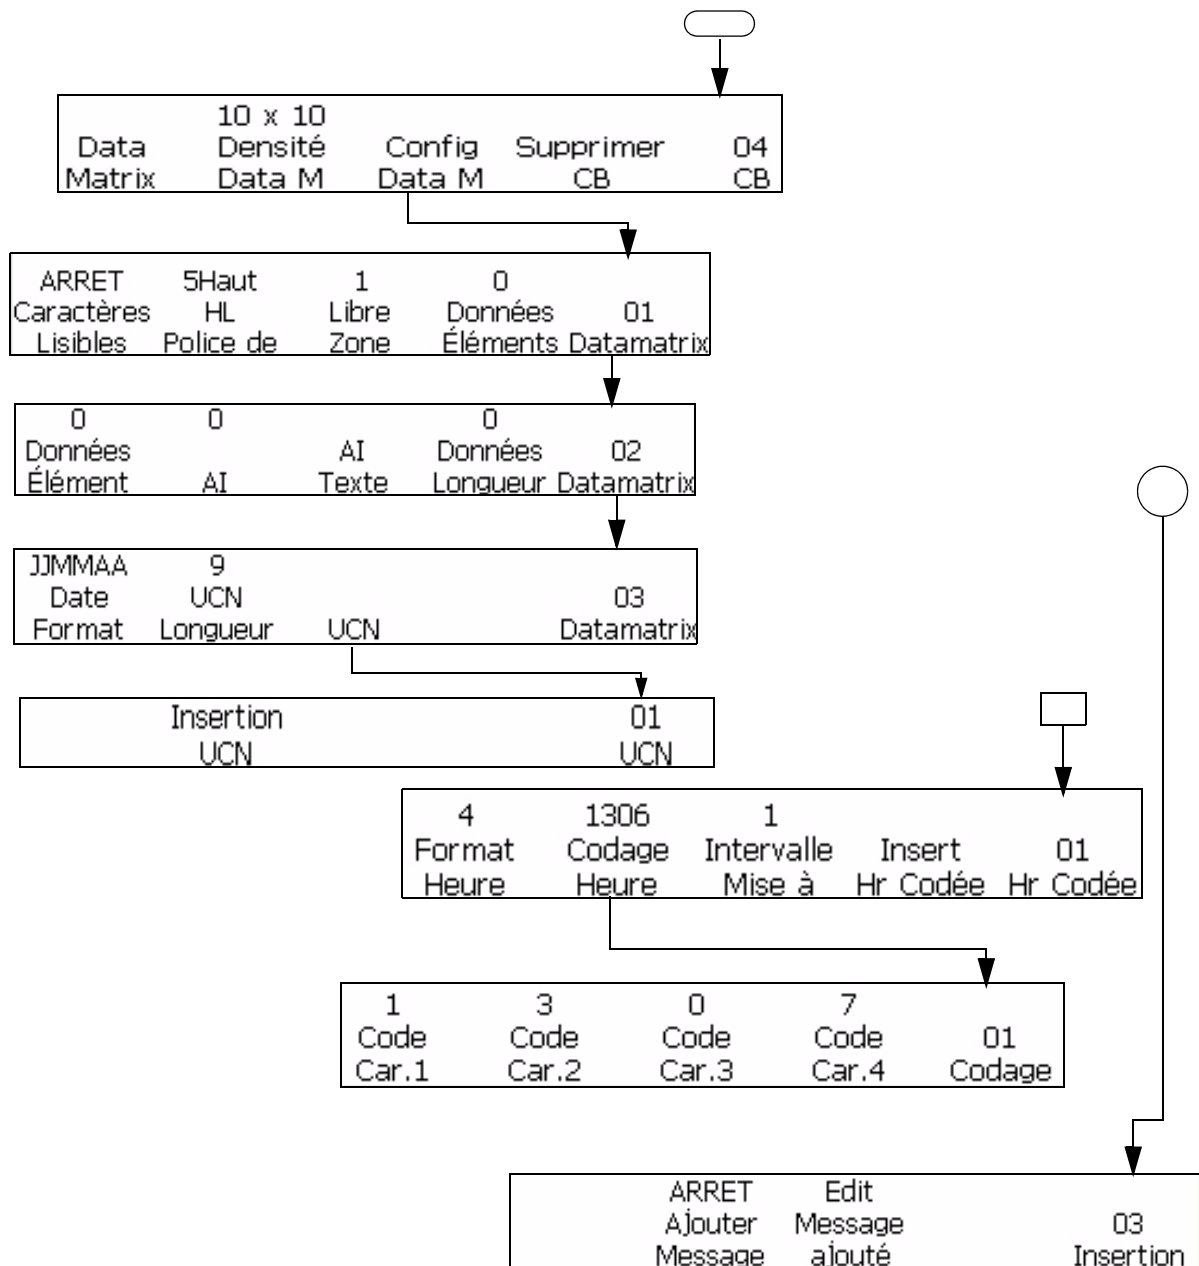 10 x 10
Data Densité Config Supprimer 04
Matrix Data M Data M CB CB
ARRET 5Haut 1 0
Caractères HL Libre Données 01
Lisibles Police de Zone Éléments Datamatrix
0 0 0
Données AI Données 02
Élément AI Texte Longueur Datamatrix
JJMMAA 9
Date UCN 03
Format Longueur UCN Datamatrix
Insertion 01
UCN UCN
4 1306 1
Format Codage Intervalle Insert 01
Heure Heure Mise à Hr Codée Hr Codée
1 3 0 7
Code Code Code Code 01
Car.1 Car.2 Car.3 Car.4 Codage
ARRET Edit
Ajouter Message 03
Message ajouté Insertion